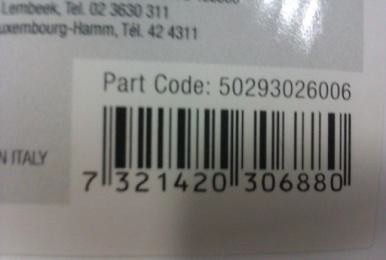 Lembeek, Tel. 02 3630 311
uxembourg-Hamm, Tél. 42 4311
Part Code: 50293026006
N ITALY
7 321420 306880